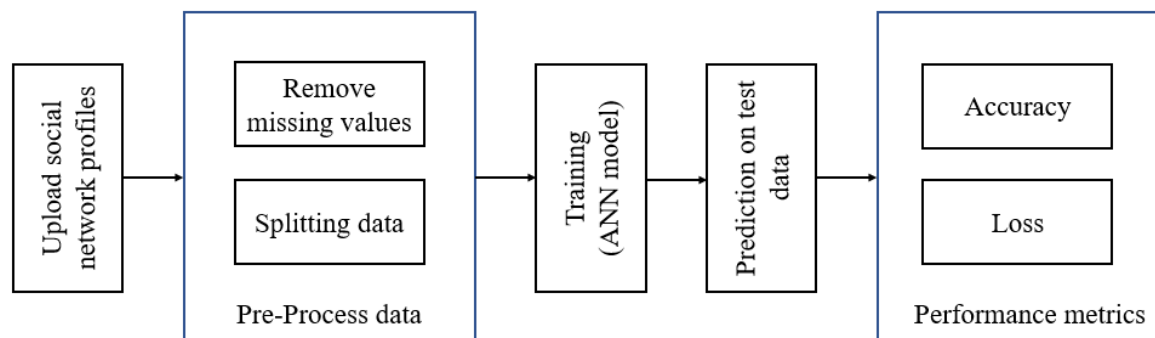 Upload social
network profiles
Remove
missing values
Splitting data
Pre-Process data
Training
(ANN model)
Prediction on test
data
Accuracy
Loss
Performance metrics